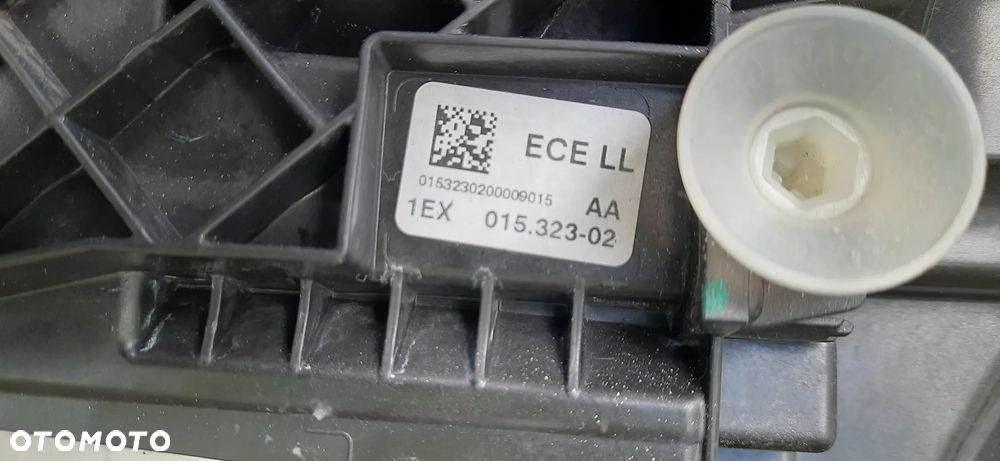 ECE LL
0153230200009015 AA
1EX 015.323-02
OTOMOTO